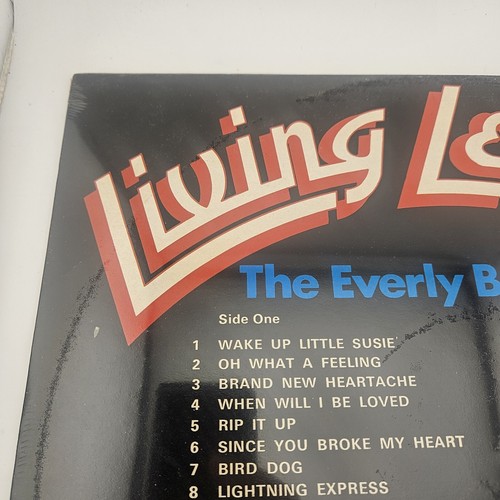 Living Le
The Everly B
Side One
1 WAKE UP LITTLE SUSIE
2 OH WHAT A FEELING
3 BRAND NEW HEARTACHE
4 WHEN WILL I BE LOVED
5 RIP IT UP
6 SINCE YOU BROKE MY HEART
7 BIRD DOG
8 LIGHTNING EXPRESS